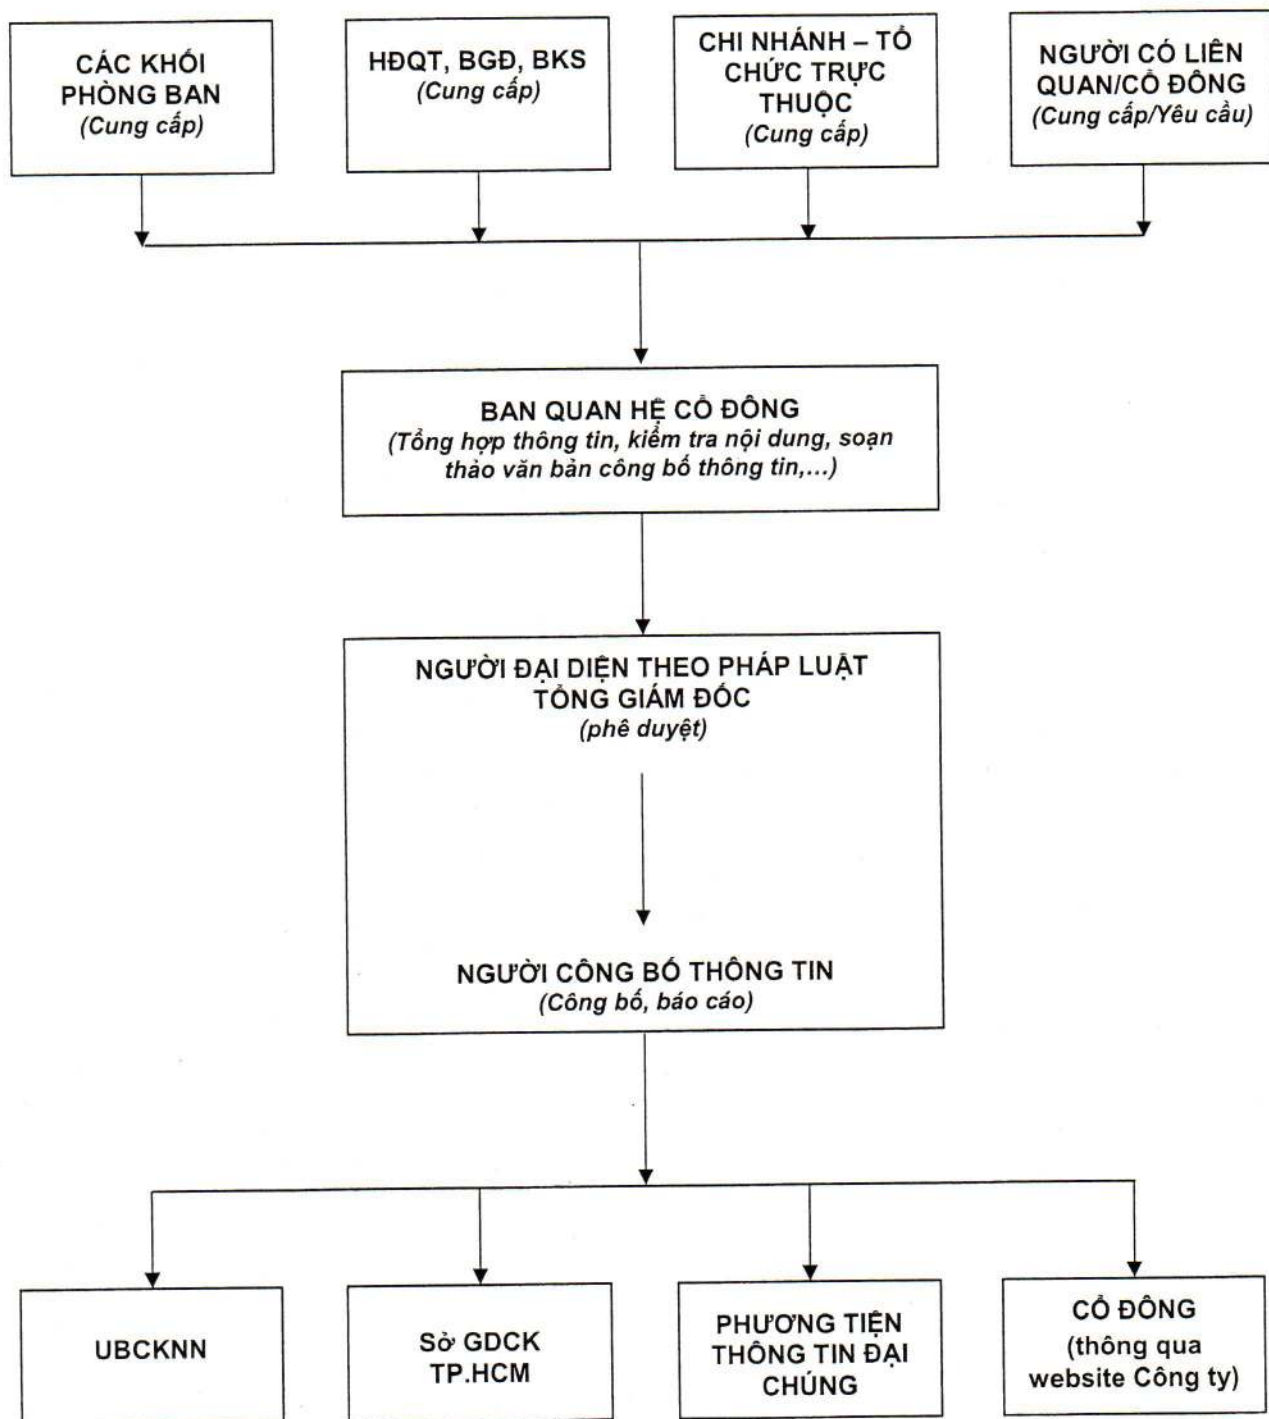 CÁC KHỐI
PHÒNG BAN
(Cung cấp)
HĐQT, BGĐ, BKS
(Cung cấp)
CHI NHÁNH – TỔ
CHỨC TRỰC
THUỘC
(Cung cấp)
NGƯỜI CÓ LIÊN
QUAN/CỔ ĐÔNG
(Cung cấp/Yêu cầu)
BAN QUAN HỆ CỔ ĐÔNG
(Tổng hợp thông tin, kiểm tra nội dung, soạn
thảo văn bản công bố thông tin,...)
NGƯỜI ĐẠI DIỆN THEO PHÁP LUẬT
TỔNG GIÁM ĐỐC
(phê duyệt)
NGƯỜI CÔNG BỐ THÔNG TIN
(Công bố, báo cáo)
UBCKNN
Sở GDCK
TP.HCM
PHƯƠNG TIỆN
THÔNG TIN ĐẠI
CHÚNG
CỔ ĐÔNG
(thông qua
website Công ty)